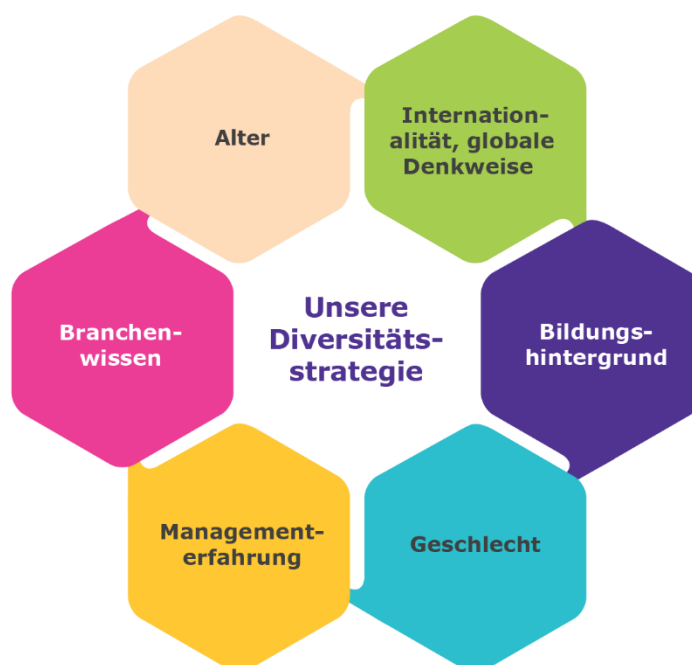 Alter
Internation-
alität, globale
Denkweise
Branchen-
wissen
Unsere
Diversitäts-
strategie
Bildungs-
hintergrund
Management-
erfahrung
Geschlecht